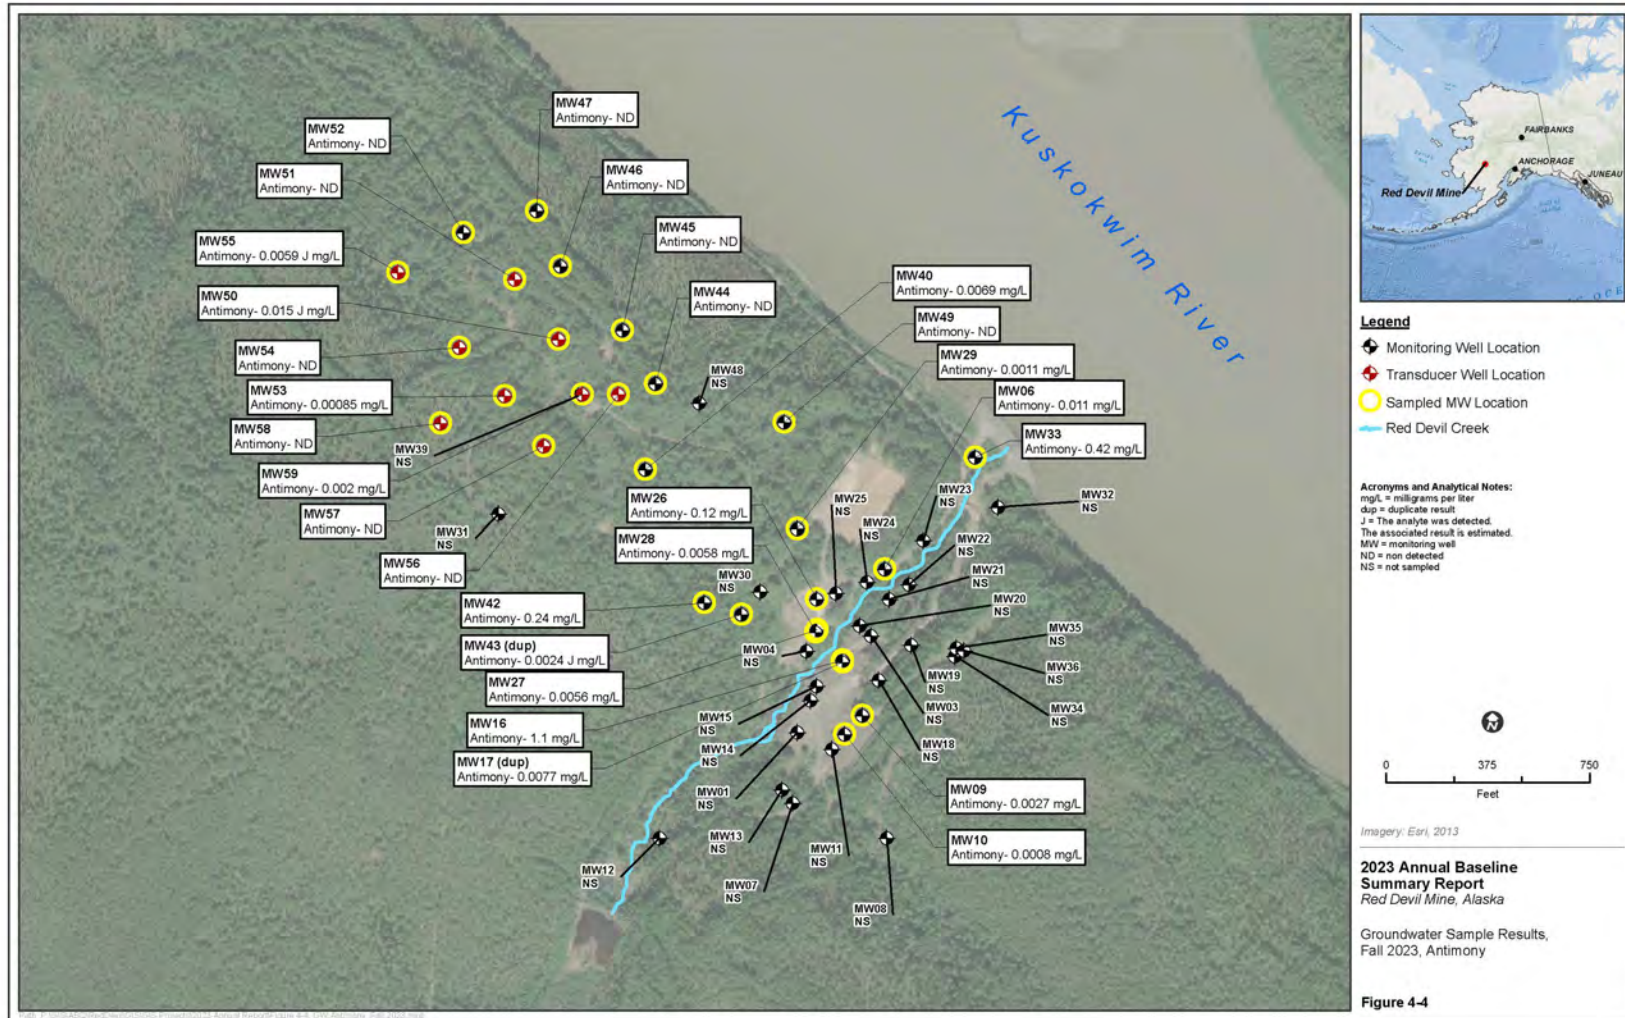 MW47
Antimony- ND
MW52
Antimony- ND
MW51
Antimony- ND
MW46
Antimony- ND
MW55
Antimony- 0.0059 J mg/L
MW45
Antimony- ND
MW50
Antimony- 0.015 J mg/L
MW44
Antimony- ND
MW40
Antimony- 0.0069 mg/L
MW49
Antimony- ND
MW54
Antimony- ND
MW29
Antimony- 0.0011 mg/L
MW53
Antimony- 0.00085 mg/L
MW48
NS
MW06
Antimony- 0.011 mg/L
MW58
Antimony- ND
MW39
NS
MW33
Antimony- 0.42 mg/L
MW59
Antimony- 0.002 mg/L
MW57
Antimony- ND
MW26
Antimony- 0.12 mg/L
MW25
NS
MW23
NS
MW32
NS
MW31
NS
MW28
Antimony- 0.0058 mg/L
MW24
NS
MW22
NS
MW56
Antimony- ND
MW30
NS
MW21
NS
MW42
Antimony- 0.24 mg/L
MW20
NS
MW43 (dup)
Antimony- 0.0024 J mg/L
MW04
NS
MW35
NS
MW36
NS
MW27
Antimony- 0.0056 mg/L
MW19
NS
MW03
NS
MW34
NS
MW16
Antimony- 1.1 mg/L
MW15
NS
MW14
NS
MW18
NS
MW17 (dup)
Antimony- 0.0077 mg/L
MW01
NS
MW09
Antimony- 0.0027 mg/L
MW13
NS
MW11
NS
MW10
Antimony- 0.0008 mg/L
MW12
NS
MW07
NS
MW08
NS
Kuskokwim River
FAIRBANKS
ANCHORAGE
JUNEAU
Red Devil Mine
Legend
Monitoring Well Location
Transducer Well Location
Sampled MW Location
Red Devil Creek
Acronyms and Analytical Notes:
mg/L = milligrams per liter
dup = duplicate result
J = The analyte was detected.
The associated result is estimated.
MW = monitoring well
ND = non detected
NS = not sampled
0 375 750
Feet
Imagery: Esri, 2013
2023 Annual Baseline
Summary Report
Red Devil Mine, Alaska
Groundwater Sample Results,
Fall 2023, Antimony
Figure 4-4